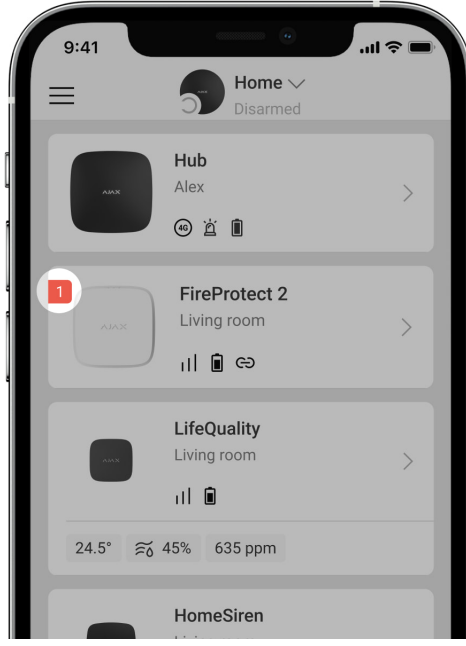 9:41
Home
Disarmed
AJAX
Hub
Alex
4G
1
AJAX
FireProtect 2
Living room
AJAX
LifeQuality
Living room
24.5° 45% 635 ppm
HomeSiren